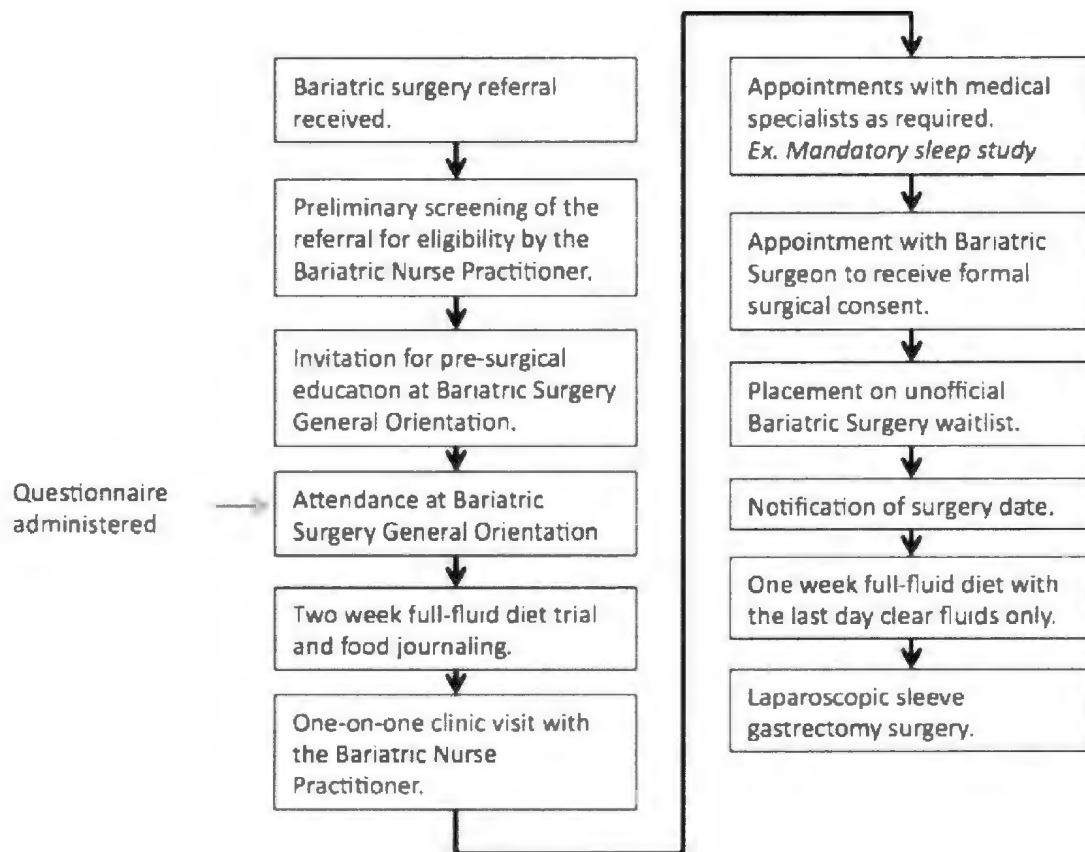 Bariatric surgery referral
received.
Preliminary screening of the
referral for eligibility by the
Bariatric Nurse Practitioner.
Invitation for pre-surgical
education at Bariatric Surgery
General Orientation.
Questionnaire
administered
Attendance at Bariatric
Surgery General Orientation
Two week full-fluid diet trial
and food journaling.
One-on-one clinic visit with
the Bariatric Nurse
Practitioner.
Appointments with medical
specialists as required.
Ex. Mandatory sleep study
Appointment with Bariatric
Surgeon to receive formal
surgical consent.
Placement on unofficial
Bariatric Surgery waitlist.
Notification of surgery date.
One week full-fluid diet with
the last day clear fluids only.
Laparoscopic sleeve
gastrectomy surgery.